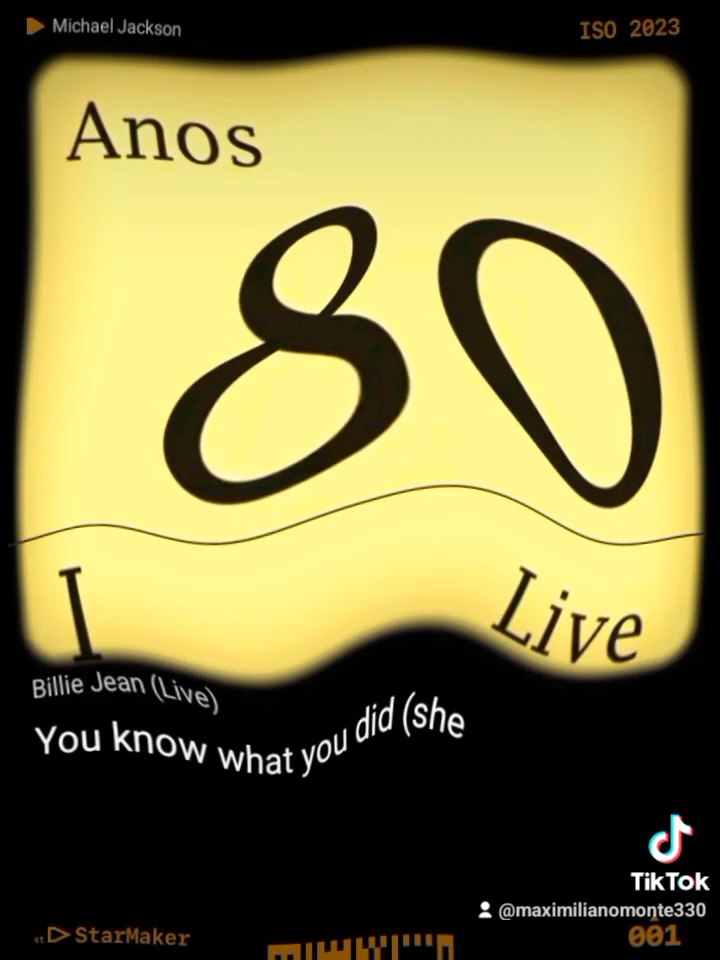 Michael Jackson
ISO 2023
Anos
80
I
Live
Billie Jean (Live)
You know what you did (she
TikTok
@maximilianomonte330
st StarMaker
001